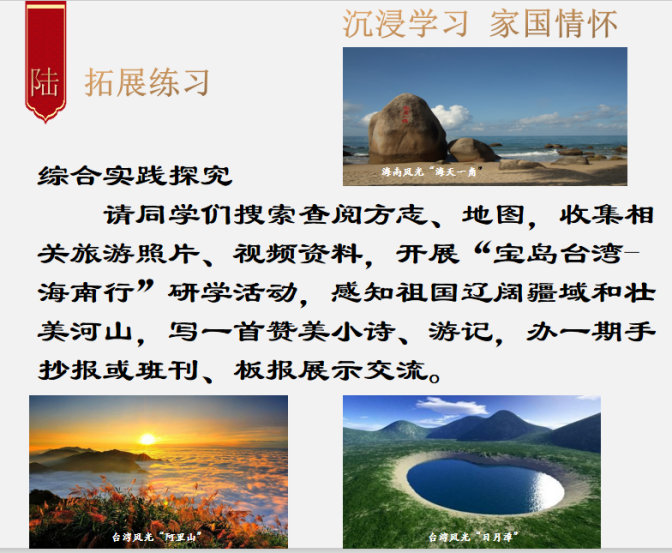 沉浸学习 家国情怀
陆
拓展练习
海南风光“海天一角”
综合实践探究
请同学们搜索查阅方志、地图，收集相
关旅游照片、视频资料，开展“宝岛台湾-
海南行”研学活动，感知祖国辽阔疆域和壮
美河山，写一首赞美小诗、游记，办一期手
抄报或班刊、板报展示交流。
台湾风光“阿里山”
台湾风光“日月潭”